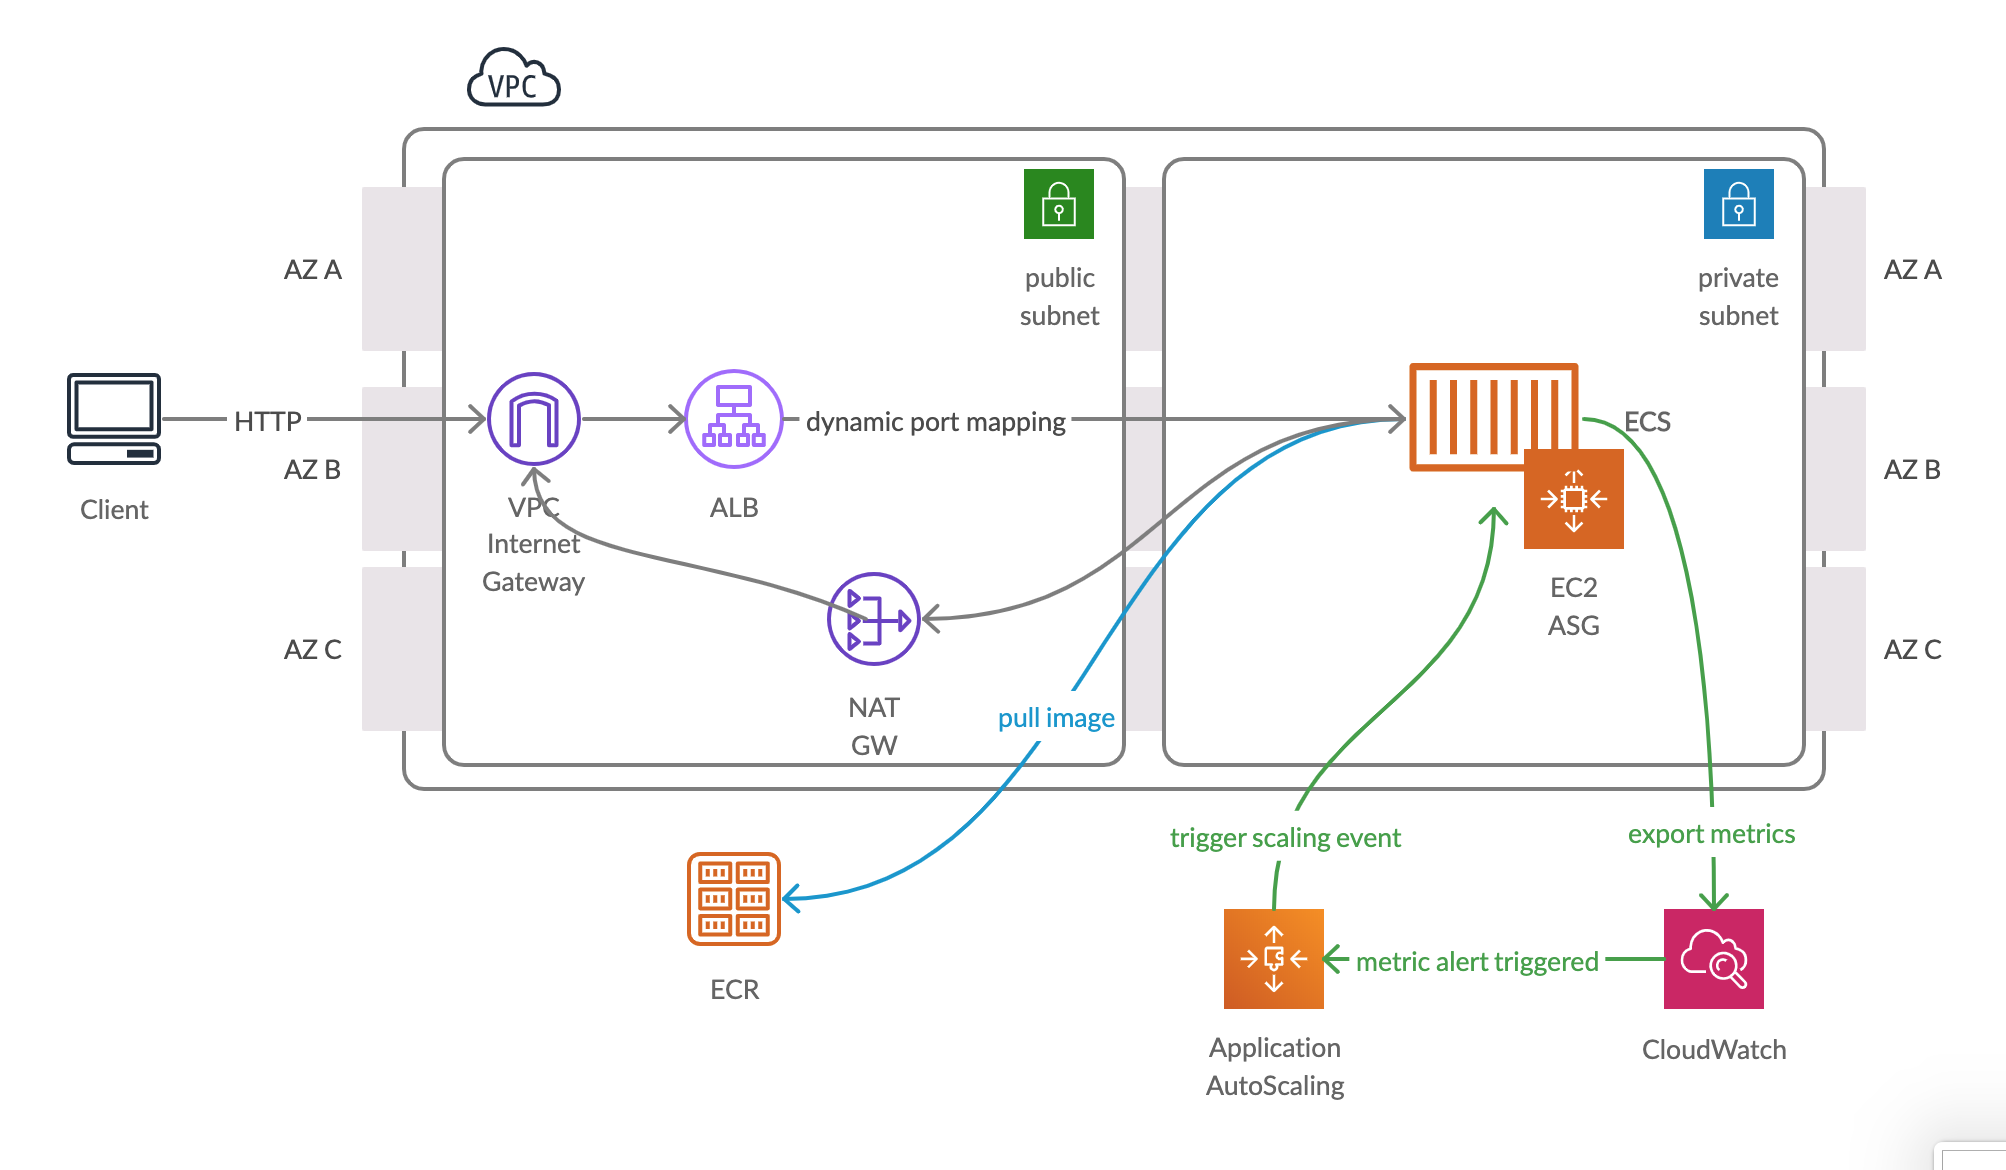 VPC
public
subnet
private
subnet
AZ A
AZ A
HTTP
dynamic port mapping
ECS
AZ B
AZ B
Client
VPC
Internet
Gateway
ALB
EC2
ASG
AZ C
AZ C
NAT
GW
pull image
trigger scaling event
export metrics
metric alert triggered
ECR
Application
AutoScaling
CloudWatch